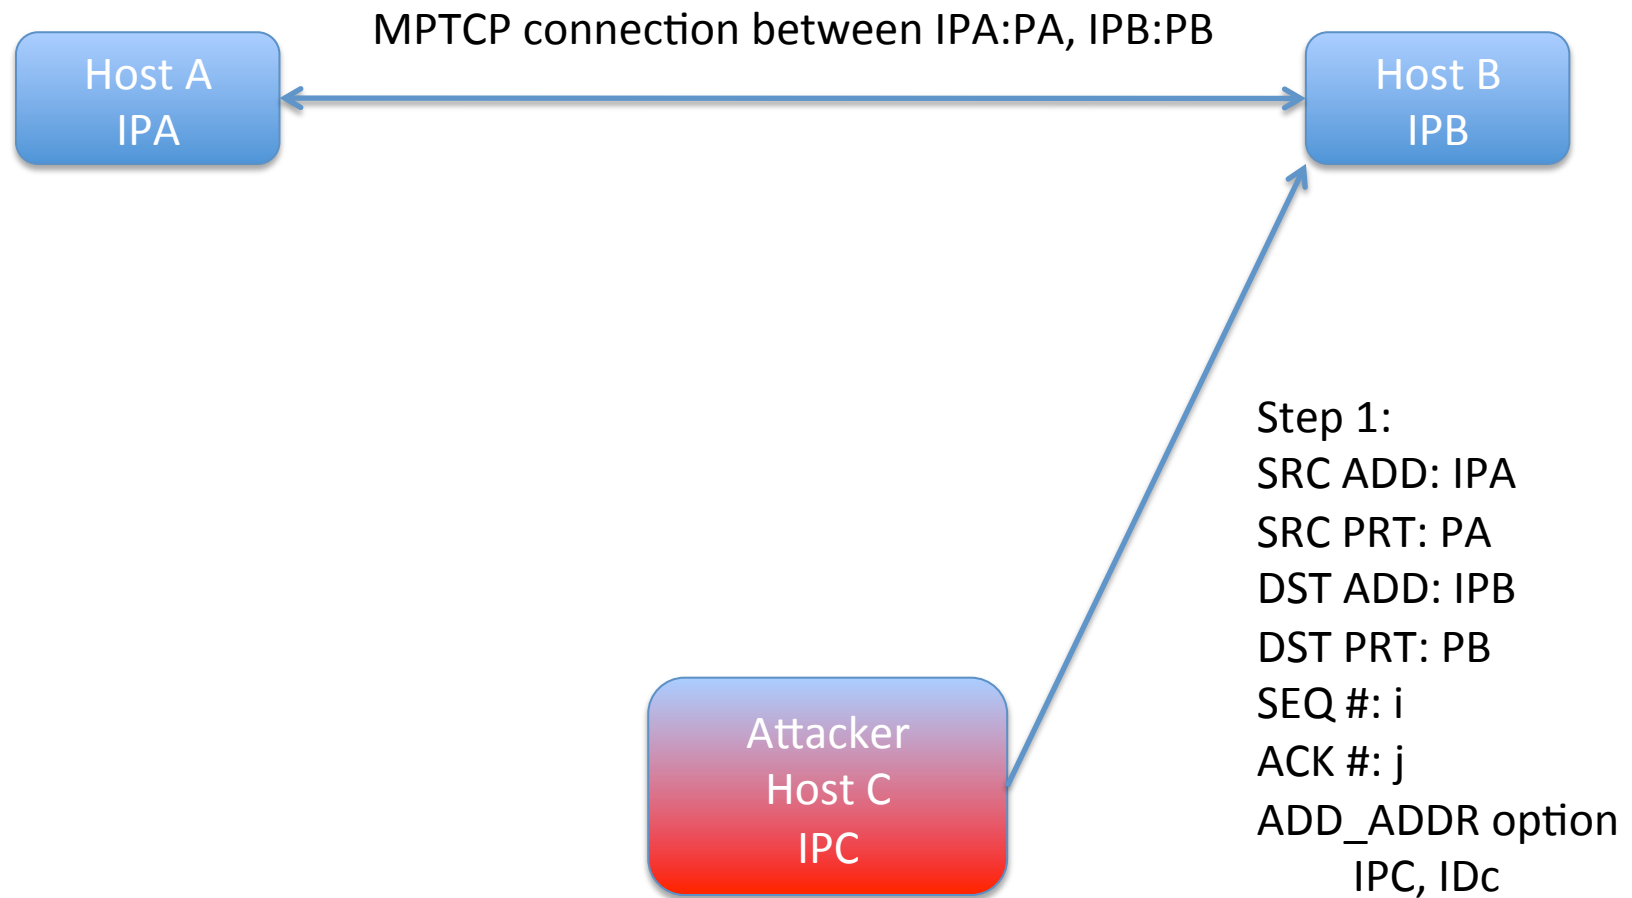 MPTCP connection between IPA:PA, IPB:PB
Host A
IPA
Host B
IPB
Step 1:
SRC ADD: IPA
SRC PRT: PA
DST ADD: IPB
DST PRT: PB
SEQ #: i
ACK #: j
ADD_ADDR option
IPC, IDc
Attacker
Host C
IPC